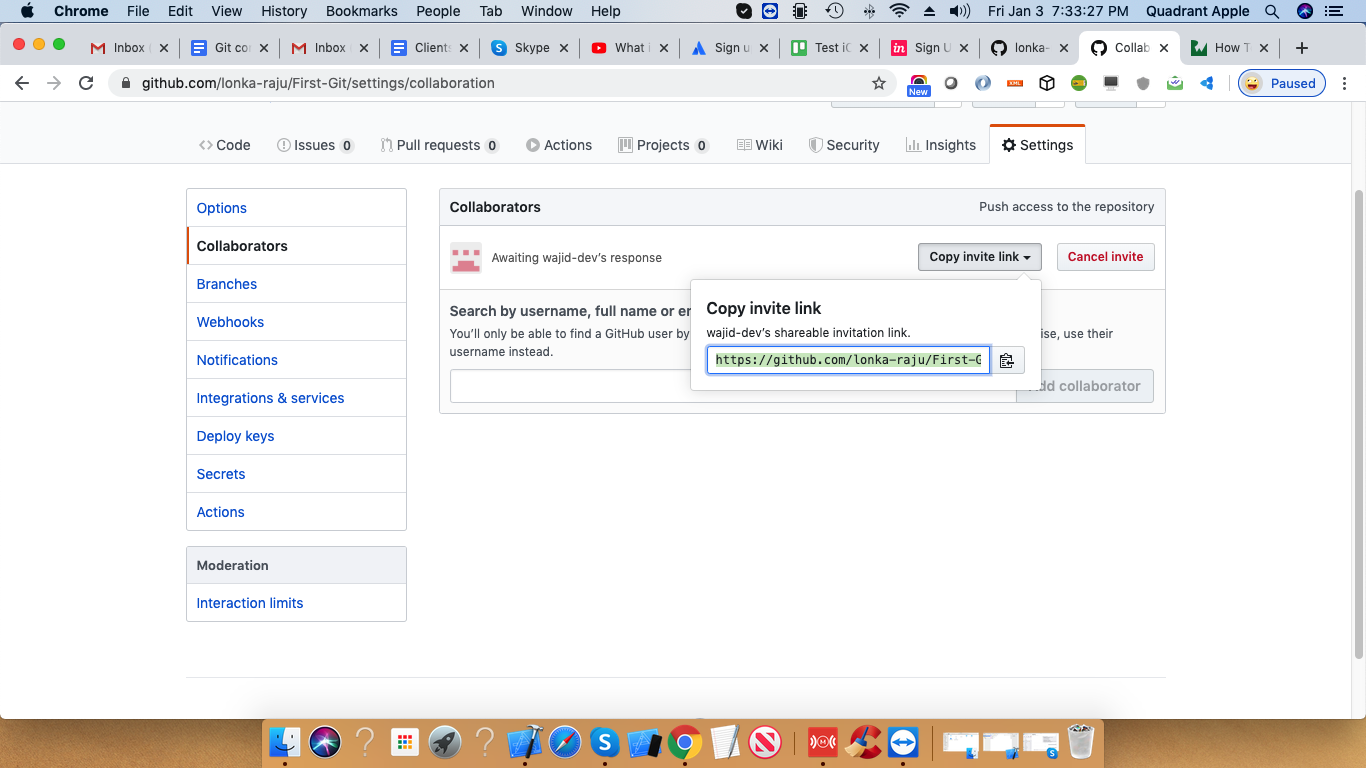 Chrome File Edit View History Bookmarks People Tab Window Help Fri Jan 3 7:33:27 PM Quadrant Apple
Inbox Git co Inbox Clients Skype What i Sign u Test iO Sign U lonka- Collab How T
github.com/lonka-raju/First-Git/settings/collaboration New XML Paused
Code Issues 0 Pull requests 0 Actions Projects 0 Wiki Security Insights Settings
Options
Collaborators
Branches
Webhooks
Notifications
Integrations & services
Deploy keys
Secrets
Actions
Moderation
Interaction limits
Collaborators Push access to the repository
Awaiting wajid-dev's response Copy invite link Cancel invite
Copy invite link
wajid-dev's shareable invitation link.
https://github.com/lonka-raju/First-G
Search by username, full name or em
You'll only be able to find a GitHub user by ise, use their
username instead.
dd collaborator